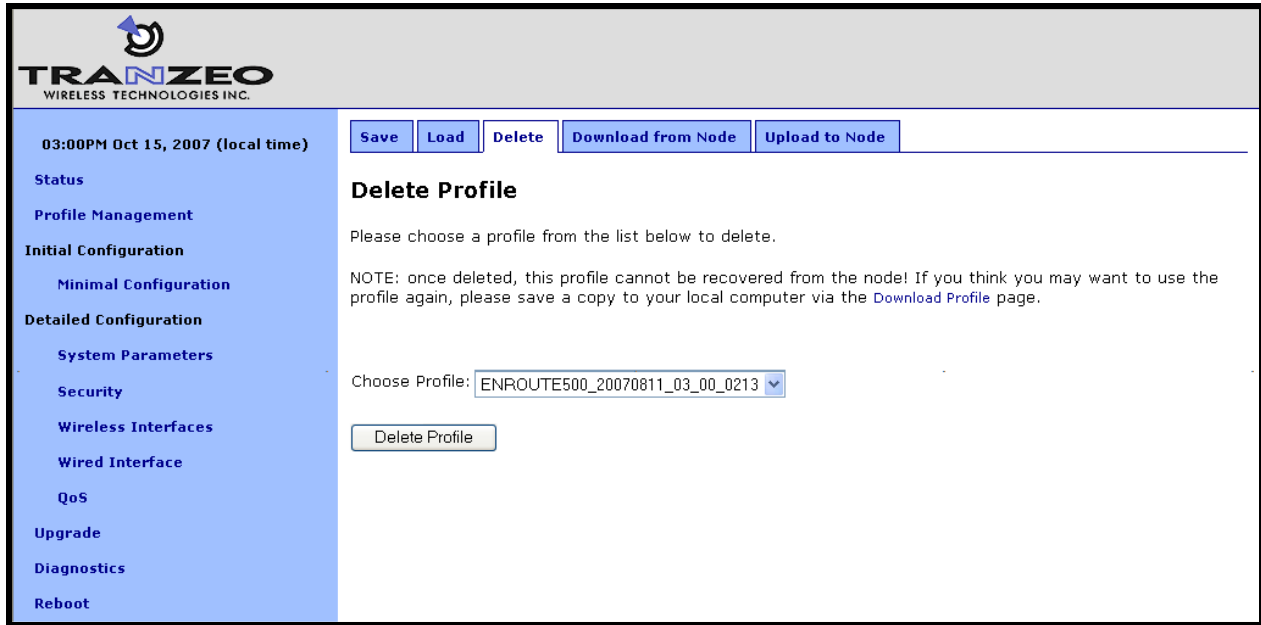 TRANZEO
WIRELESS TECHNOLOGIES INC.
03:00PM Oct 15, 2007 (local time)
Status
Profile Management
Initial Configuration
Minimal Configuration
Detailed Configuration
System Parameters
Security
Wireless Interfaces
Wired Interface
QoS
Upgrade
Diagnostics
Reboot
Save Load Delete Download from Node Upload to Node
Delete Profile
Please choose a profile from the list below to delete.
NOTE: once deleted, this profile cannot be recovered from the node! If you think you may want to use the
profile again, please save a copy to your local computer via the Download Profile page.
Choose Profile: ENROUTE500_20070811_03_00_0213
Delete Profile